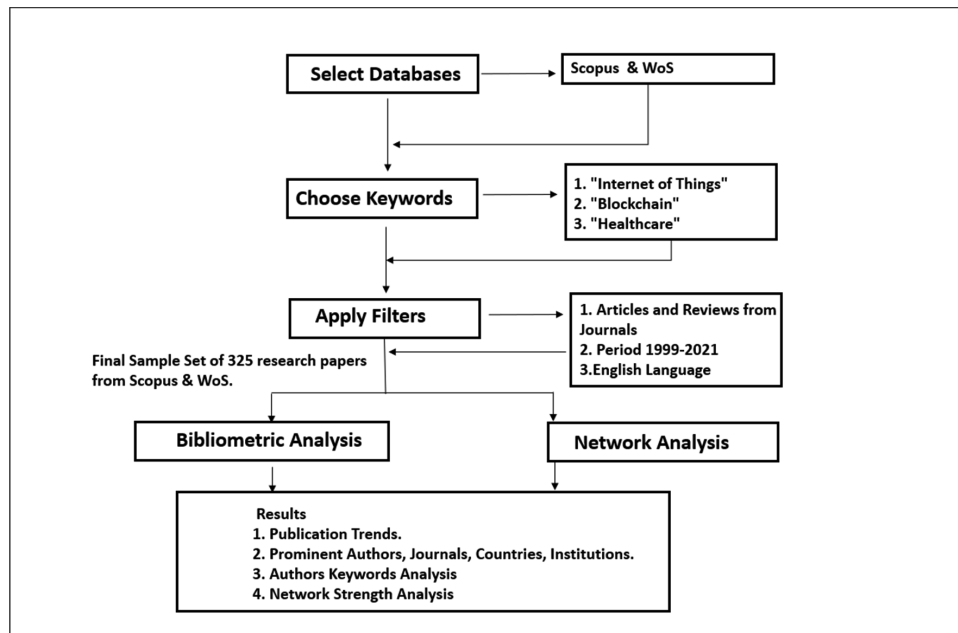 Select Databases
Scopus & WoS
Choose Keywords
1. "Internet of Things"
2. "Blockchain"
3. "Healthcare"
Apply Filters
1. Articles and Reviews from
Journals
2. Period 1999-2021
3.English Language
Final Sample Set of 325 research papers
from Scopus & WoS.
Bibliometric Analysis
Network Analysis
Results
1. Publication Trends.
2. Prominent Authors, Journals, Countries, Institutions.
3. Authors Keywords Analysis
4. Network Strength Analysis